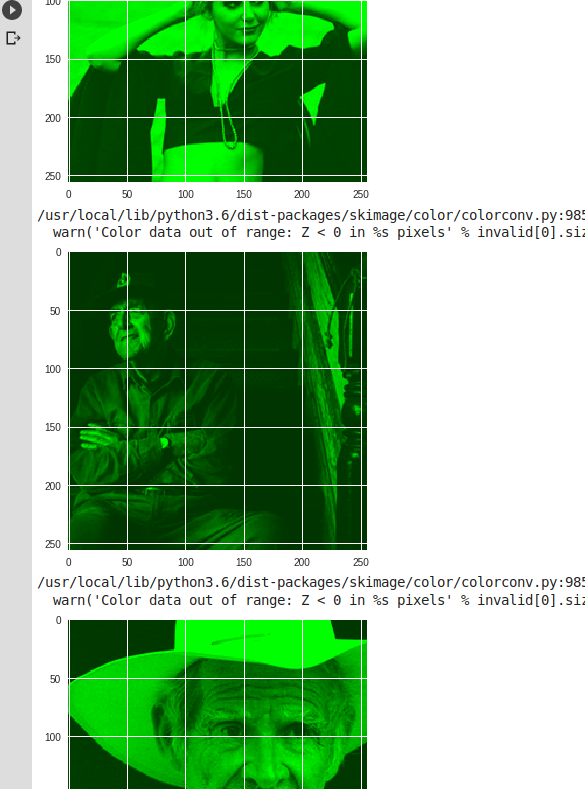 100
150
200
250
0 50 100 150 200 250
/usr/local/lib/python3.6/dist-packages/skimage/color/colorconv.py:985
warn('Color data out of range: Z < 0 in %s pixels' % invalid[0].siz
0
50
100
150
200
250
0 50 100 150 200 250
/usr/local/lib/python3.6/dist-packages/skimage/color/colorconv.py:985
warn('Color data out of range: Z < 0 in %s pixels' % invalid[0].siz
0
50
100